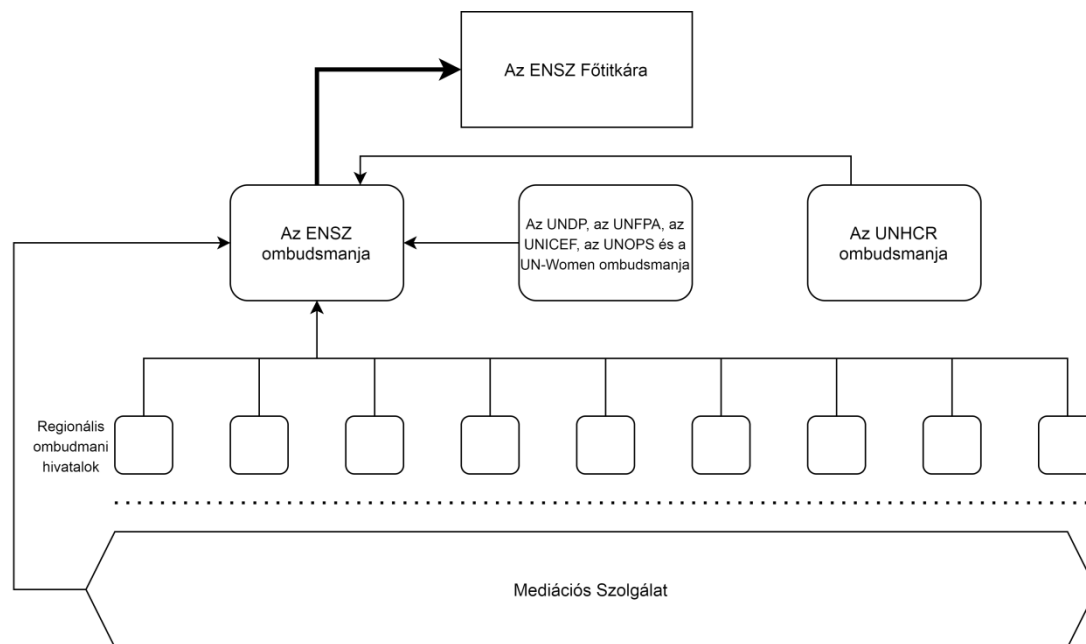 Az ENSZ Főtitkára
Az ENSZ
ombudsmanja
Az UNDP, az UNFPA, az
UNICEF, az UNOPS és a
UN-Women ombudsmanja
Az UNHCR
ombudsmanja
Regionális
ombudmani
hivatalok
Mediációs Szolgálat